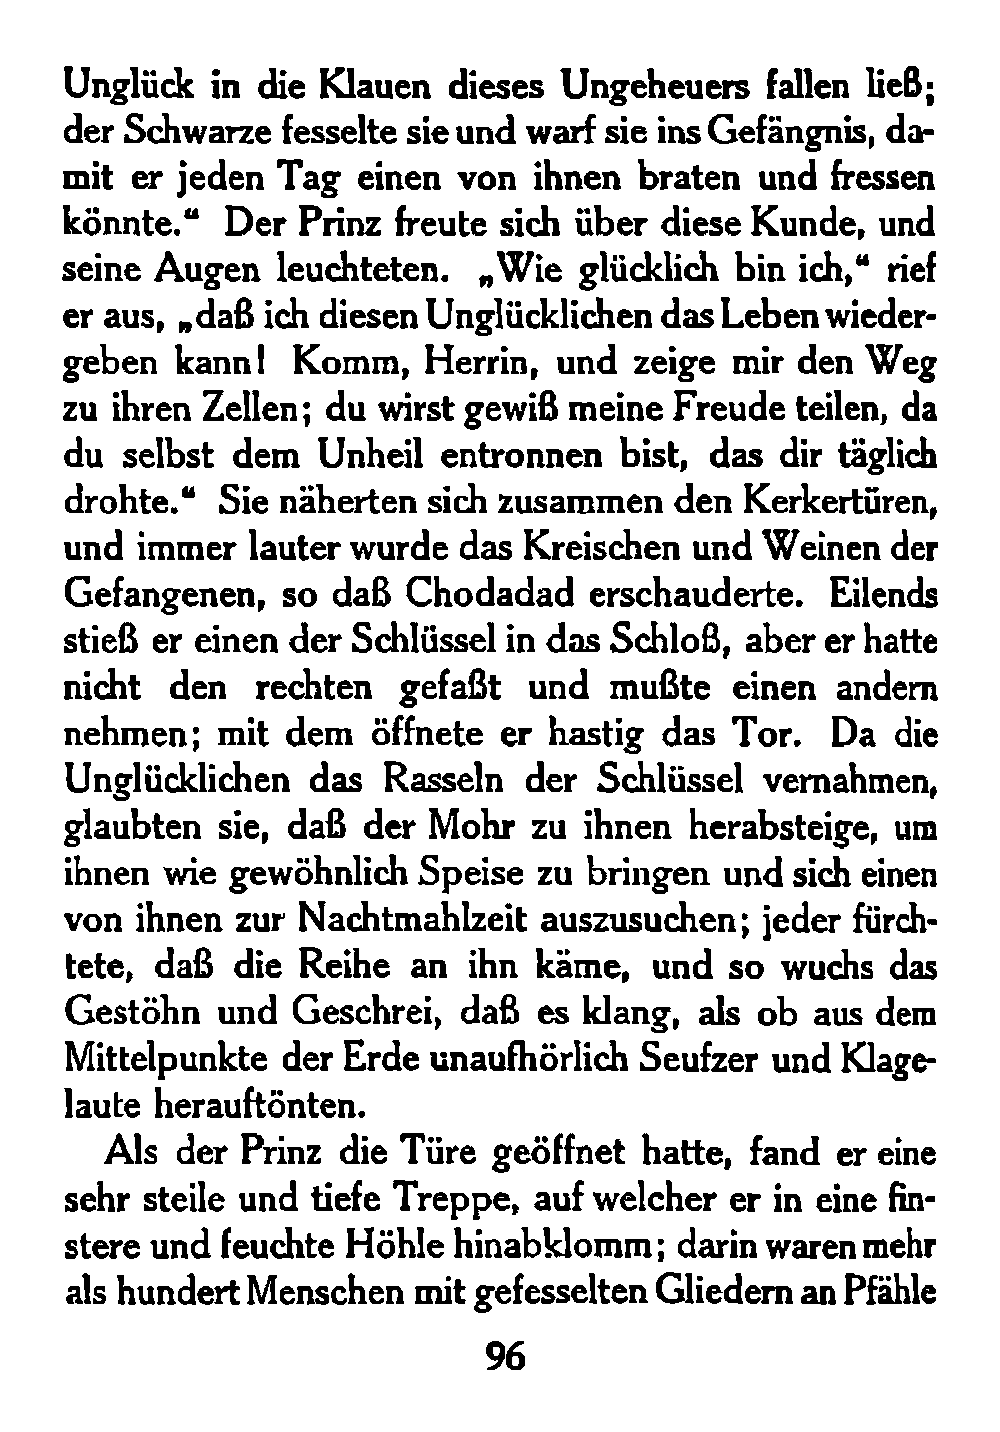 Unglück in die Klauen dieses Ungeheuers fallen ließ;
der Schwarze fesselte sie und warf sie ins Gefängnis, da-
mit er jeden Tag einen von ihnen braten und fressen
könnte.“ Der Prinz freute sich über diese Kunde, und
seine Augen leuchteten. „Wie glücklich bin ich,“ rief
er aus, „daß ich diesen Unglücklichen das Leben wieder-
geben kann! Komm, Herrin, und zeige mir den Weg
zu ihren Zellen; du wirst gewiß meine Freude teilen, da
du selbst dem Unheil entronnen bist, das dir täglich
drohte.“ Sie näherten sich zusammen den Kerkertüren,
und immer lauter wurde das Kreischen und Weinen der
Gefangenen, so daß Chodadad erschauderte. Eilends
stieß er einen der Schlüssel in das Schloß, aber er hatte
nicht den rechten gefaßt und mußte einen andern
nehmen; mit dem öffnete er hastig das Tor. Da die
Unglücklichen das Rasseln der Schlüssel vernahmen,
glaubten sie, daß der Mohr zu ihnen herabsteige, um
ihnen wie gewöhnlich Speise zu bringen und sich einen
von ihnen zur Nachtmahlzeit auszusuchen; jeder fürch-
tete, daß die Reihe an ihn käme, und so wuchs das
Gestöhn und Geschrei, daß es klang, als ob aus dem
Mittelpunkte der Erde unaufhörlich Seufzer und Klage-
laute herauftönten.
Als der Prinz die Türe geöffnet hatte, fand er eine
sehr steile und tiefe Treppe, auf welcher er in eine fin-
stere und feuchte Höhle hinabklomm; darin waren mehr
als hundert Menschen mit gefesselten Gliedern an Pfähle
96